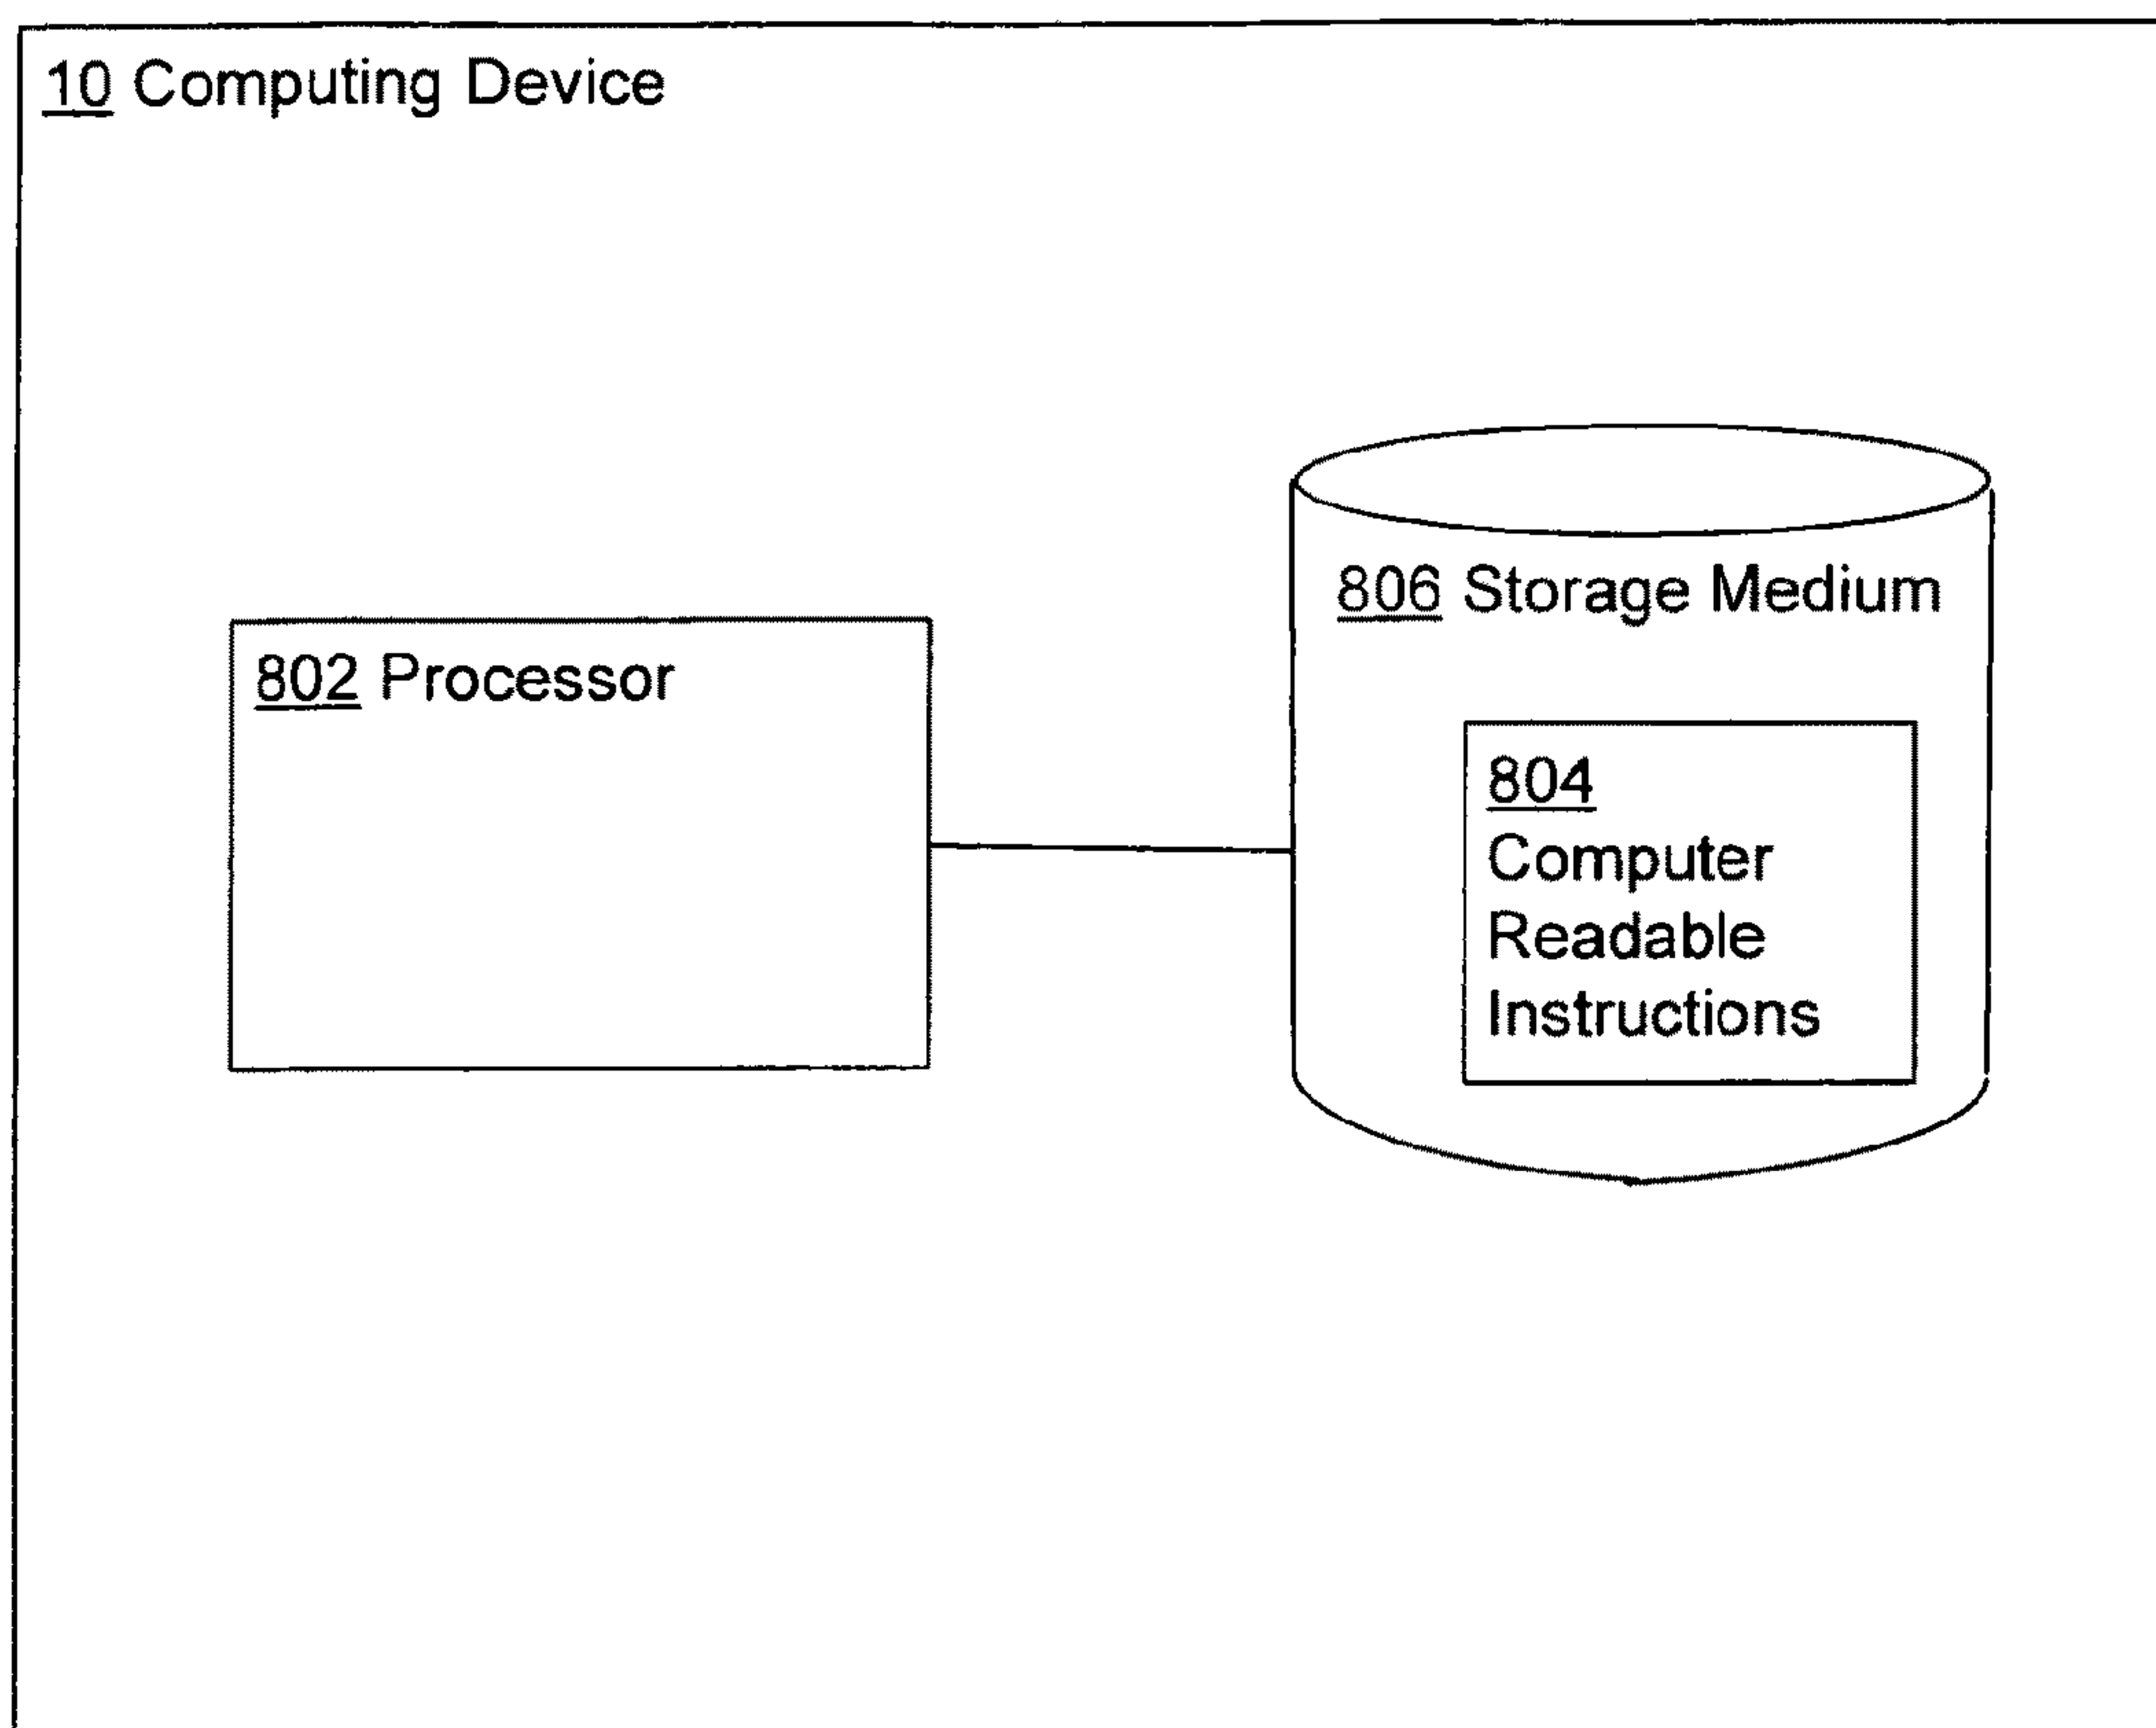 10 Computing Device
806 Storage Medium
802 Processor
804
Computer
Readable
Instructions